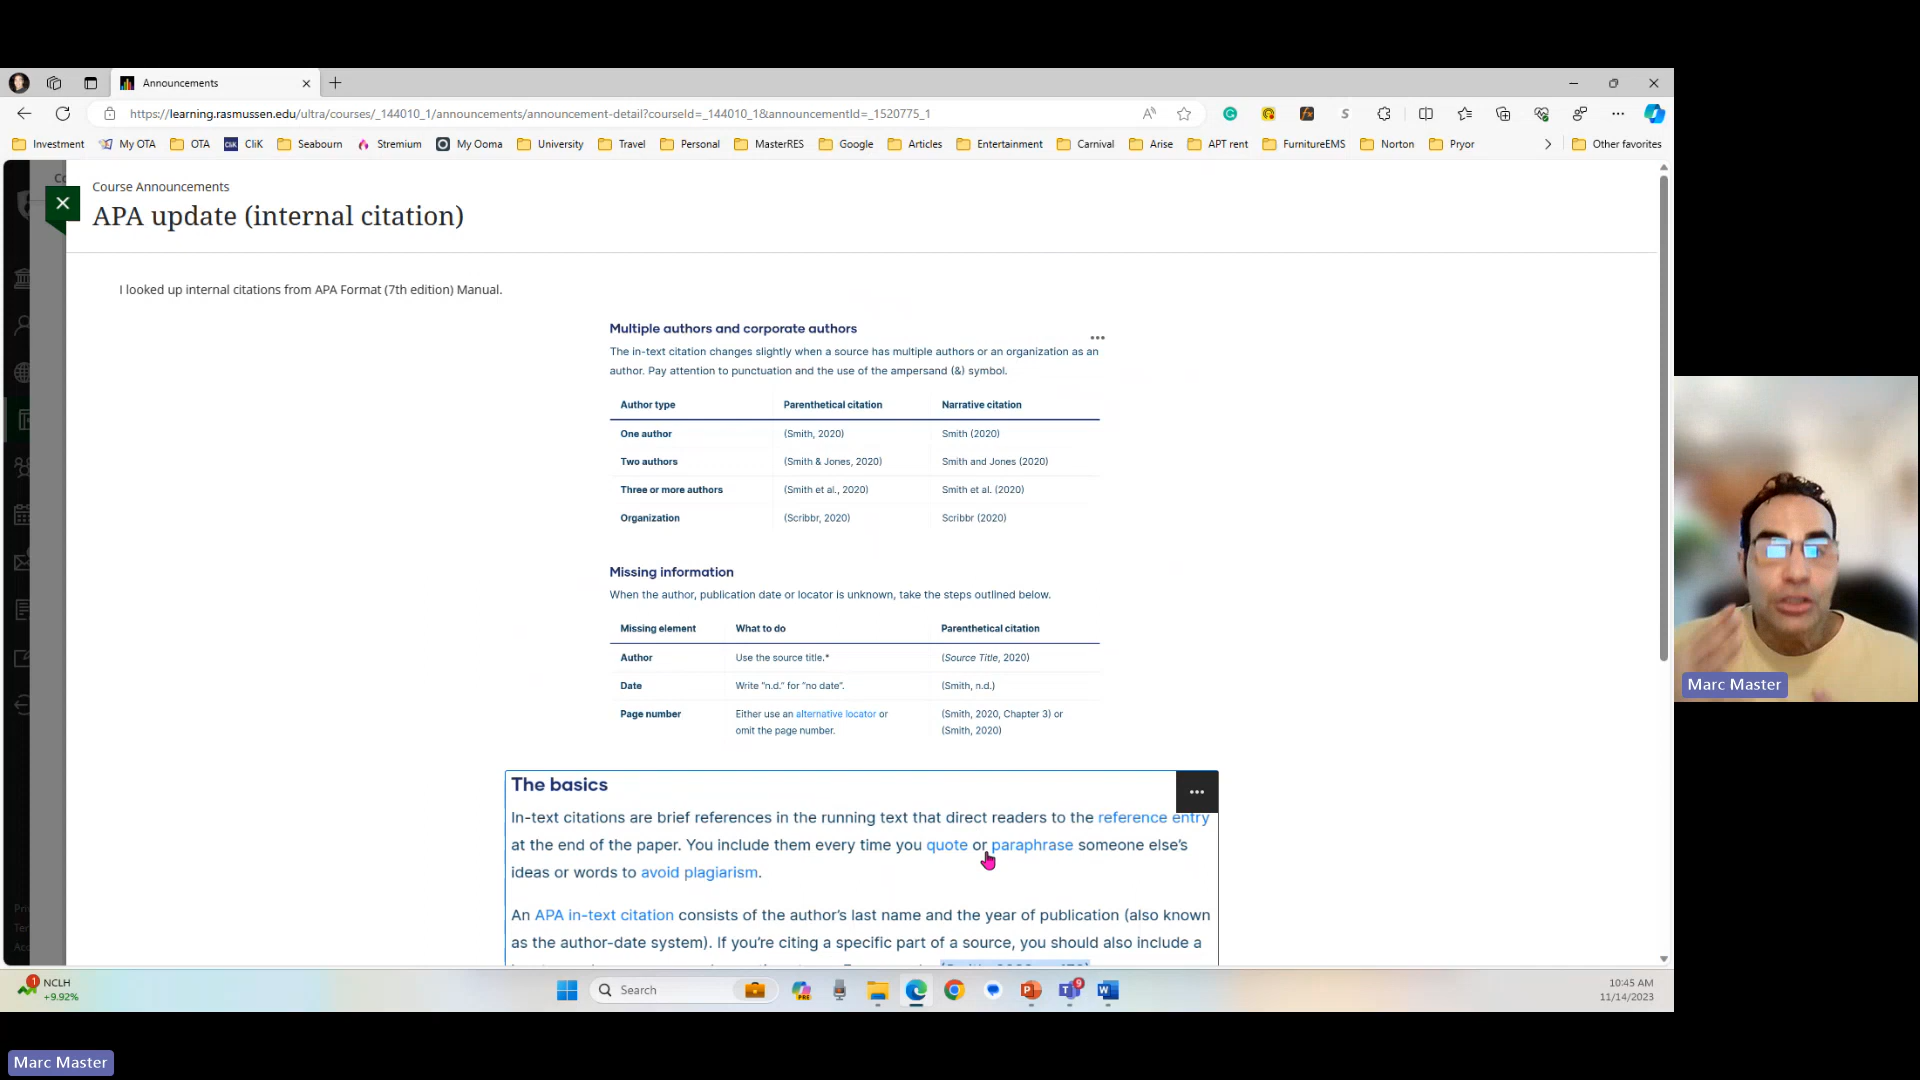 Announcements
https://learning.rasmussen.edu/ultra/courses/_144010_1/announcements/announcement-detail?courseId=_144010_1&announcementId=_1520775_1
Investment My OTA OTA CliK Seabourn Stremium My Ooma University Travel Personal MasterRES Google Articles Entertainment Carnival Arise APT rent FurnitureEMS Norton Pryor Other favorites
Course Announcements
APA update (internal citation)
I looked up internal citations from APA Format (7th edition) Manual.
Multiple authors and corporate authors
The in-text citation changes slightly when a source has multiple authors or an organization as an
author. Pay attention to punctuation and the use of the ampersand (&) symbol.
Author type Parenthetical citation Narrative citation
One author (Smith, 2020) Smith (2020)
Two authors (Smith & Jones, 2020) Smith and Jones (2020)
Three or more authors (Smith et al., 2020) Smith et al. (2020)
Organization (Scribbr, 2020) Scribbr (2020)
Missing information
When the author, publication date or locator is unknown, take the steps outlined below.
Missing element What to do Parenthetical citation
Author Use the source title.* (Source Title, 2020)
Date Write "n.d." for "no date". (Smith, n.d.)
Page number Either use an alternative locator or (Smith, 2020, Chapter 3) or
omit the page number. (Smith, 2020)
The basics
In-text citations are brief references in the running text that direct readers to the reference entry
at the end of the paper. You include them every time you quote or paraphrase someone else's
ideas or words to avoid plagiarism.
An APA in-text citation consists of the author's last name and the year of publication (also known
as the author-date system). If you're citing a specific part of a source, you should also include a
Marc Master
1
NCLH
+9.92%
Search
PRE
9
10:45 AM
11/14/2023
Marc Master